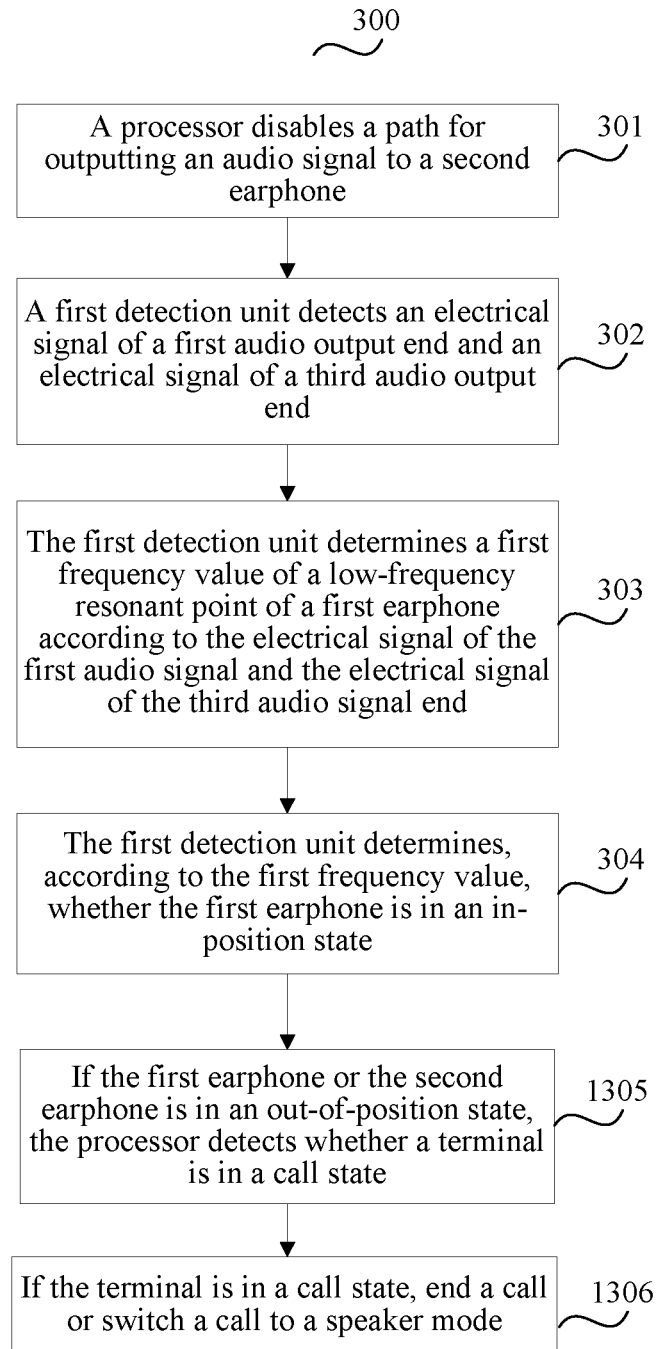 300
A processor disables a path for
outputting an audio signal to a second
earphone
301
A first detection unit detects an electrical
signal of a first audio output end and an
electrical signal of a third audio output
end
302
The first detection unit determines a first
frequency value of a low-frequency
resonant point of a first earphone
according to the electrical signal of the
first audio signal and the electrical signal
of the third audio signal end
303
The first detection unit determines,
according to the first frequency value,
whether the first earphone is in an in-
position state
304
If the first earphone or the second
earphone is in an out-of-position state,
the processor detects whether a terminal
is in a call state
1305
If the terminal is in a call state, end a call
or switch a call to a speaker mode
1306